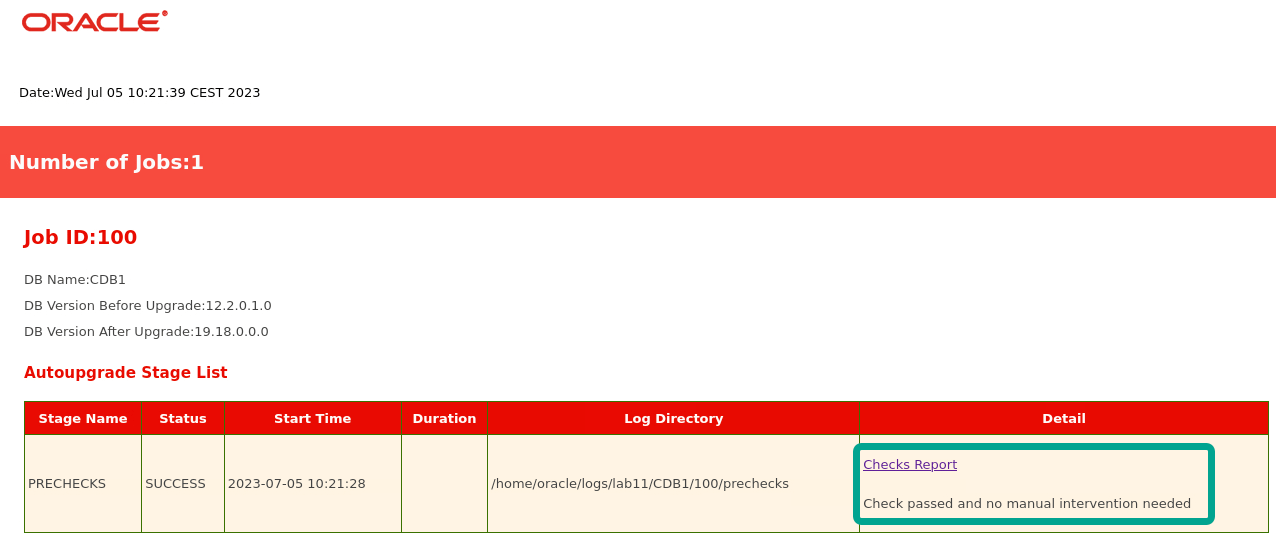 ORACLE®
Date:Wed Jul 05 10:21:39 CEST 2023
Number of Jobs:1
Job ID:100
DB Name:CDB1
DB Version Before Upgrade:12.2.0.1.0
DB Version After Upgrade:19.18.0.0.0
Autoupgrade Stage List
Stage Name Status Start Time Duration Log Directory Detail
PRECHECKS SUCCESS 2023-07-05 10:21:28 /home/oracle/logs/lab11/CDB1/100/prechecks
Checks Report
Check passed and no manual intervention needed